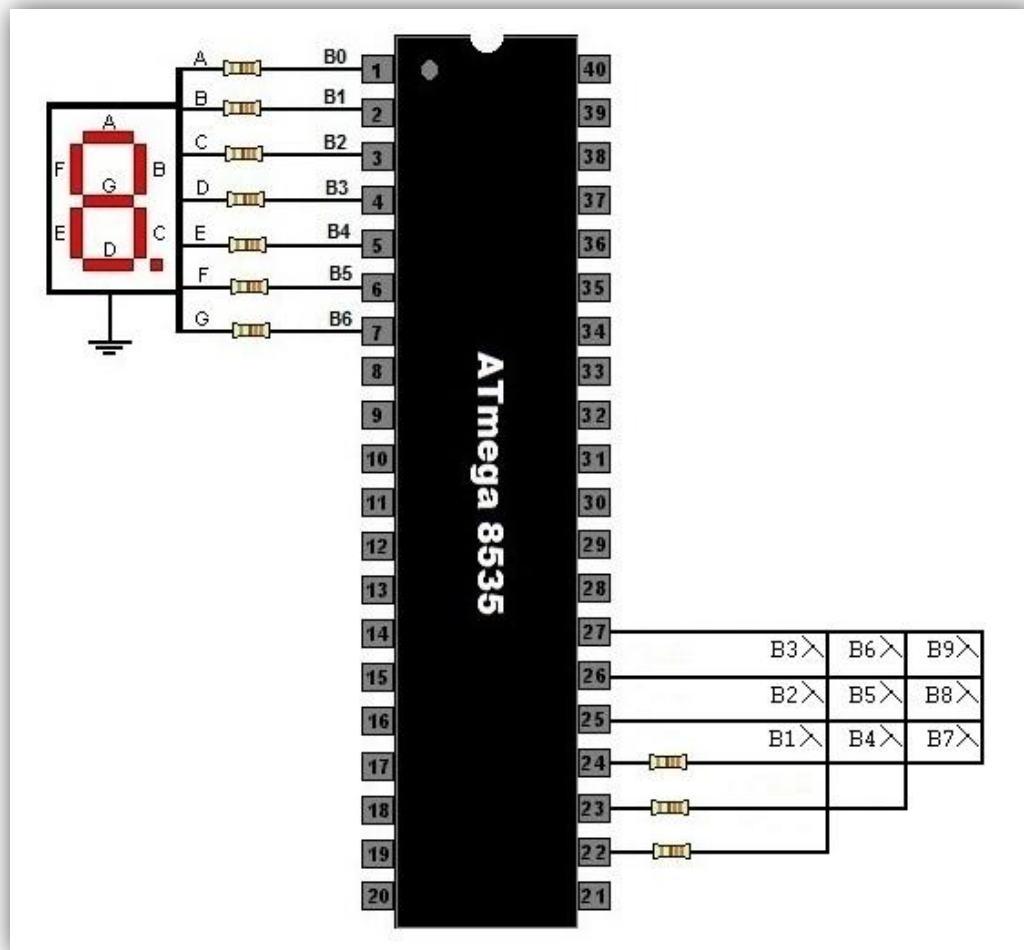 A B0 1 40
B B1 2 39
A
C B2 3 38
F B
G D B3 4 37
E C E B4 5 36
D
F B5 6 35
G B6 7 34
8 33
9 32
10 31
11 30
12 29
13 28
14 27
B3 B6 B9
15 26
B2 B5 B8
16 25
B1 B4 B7
17 24
18 23
19 22
20 21
ATmega 8535